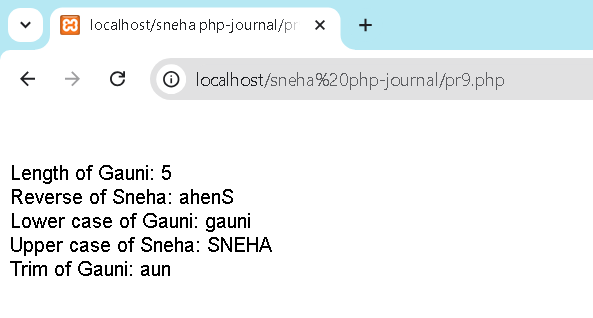 localhost/sneha php-journal/pr
localhost/sneha%20php-journal/pr9.php
Length of Gauni: 5
Reverse of Sneha: ahenS
Lower case of Gauni: gauni
Upper case of Sneha: SNEHA
Trim of Gauni: aun